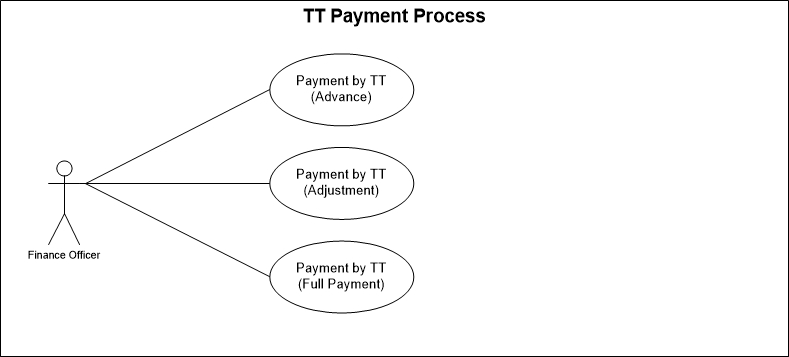 TT Payment Process
Payment by TT
(Advance)
Payment by TT
(Adjustment)
Finance Officer
Payment by TT
(Full Payment)